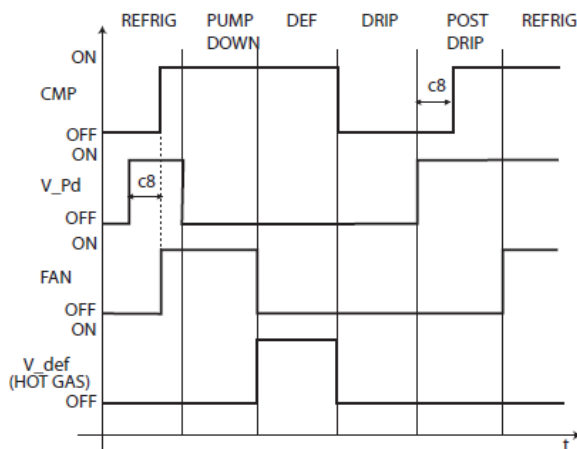 REFRIG PUMP DEF DRIP POST REFRIG
DOWN DRIP
ON
c8
CMP
OFF
ON
c8
V_Pd
OFF
ON
FAN
OFF
ON
V_def
(HOT GAS)
OFF
t